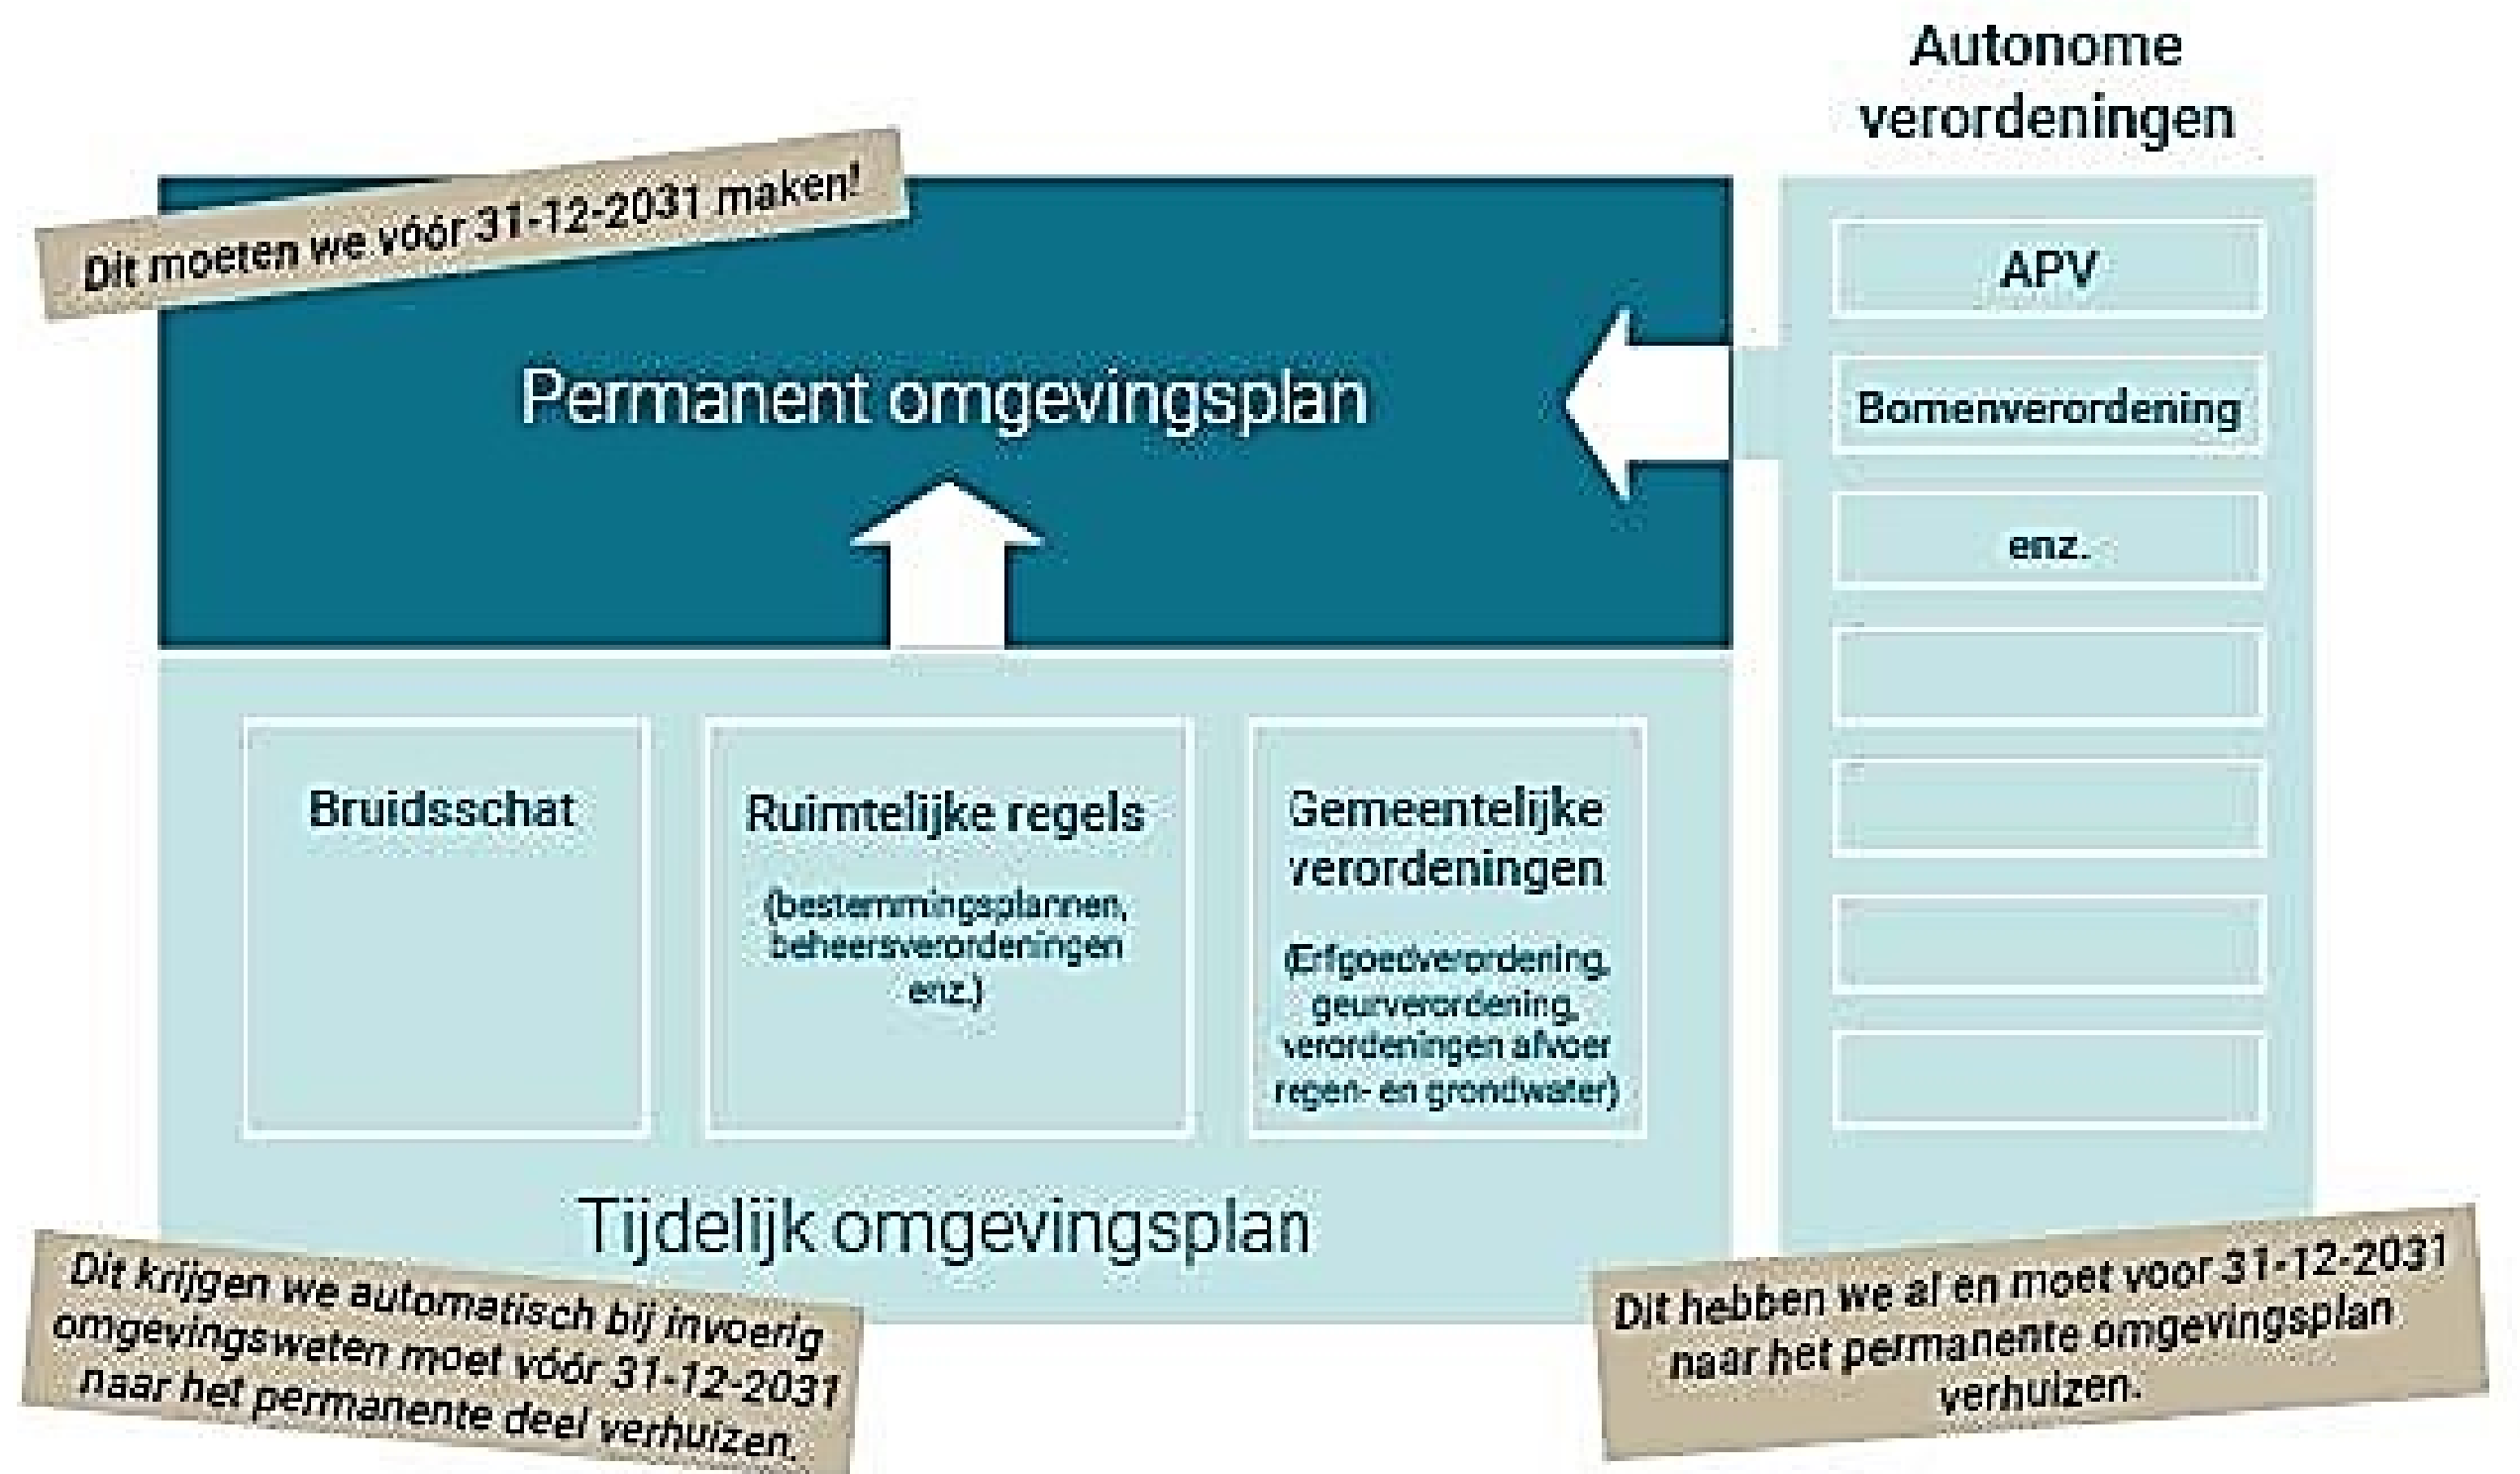 Autonome
verordeningen
Dit moeten we vóór 31-12-2031 maken!
Permanent omgevingsplan
APV
Bomenverordening
enz.
Bruidsschat
Ruimtelijke regels
(bestemmingsplannen,
beheersverordeningen
enz.)
Gemeentelijke
verordeningen
(Erfgoedverordening,
geurverordening,
verordeningen afvoer
regen- en grondwater)
Tijdelijk omgevingsplan
Dit krijgen we automatisch bij invoerig
omgevingsweten moet vóór 31-12-2031
naar het permanente deel verhuizen.
Dit hebben we al en moet voor 31-12-2031
naar het permanente omgevingsplan
verhuizen.